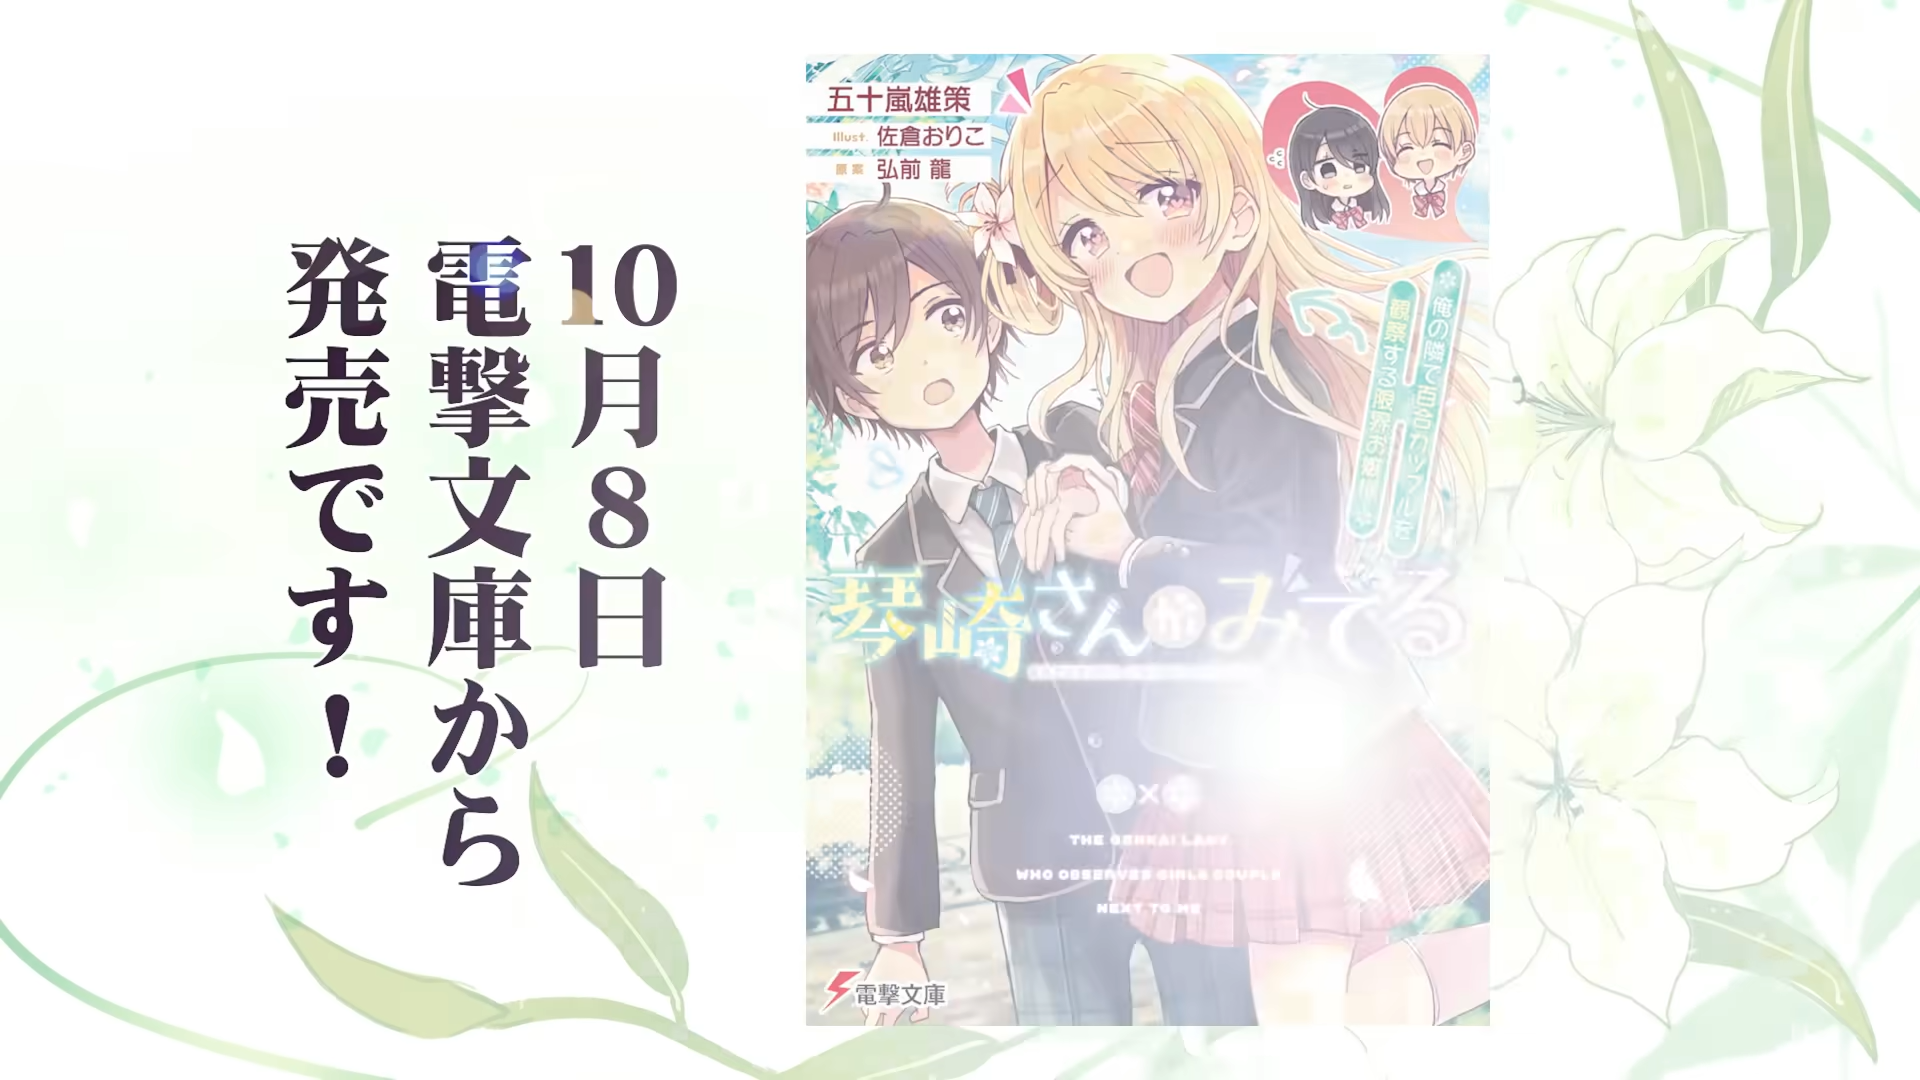 10月8日
電撃文庫から
発売です！
五十嵐雄策
Illust. 佐倉おりこ
原案 弘前 龍
俺の隣で百合カップルを
観察する限界お嬢
琴崎さんがみてる
×
THE GENKAI LADY
WHO OBSERVES GIRLS COUPLE
NEXT TO ME
電撃文庫